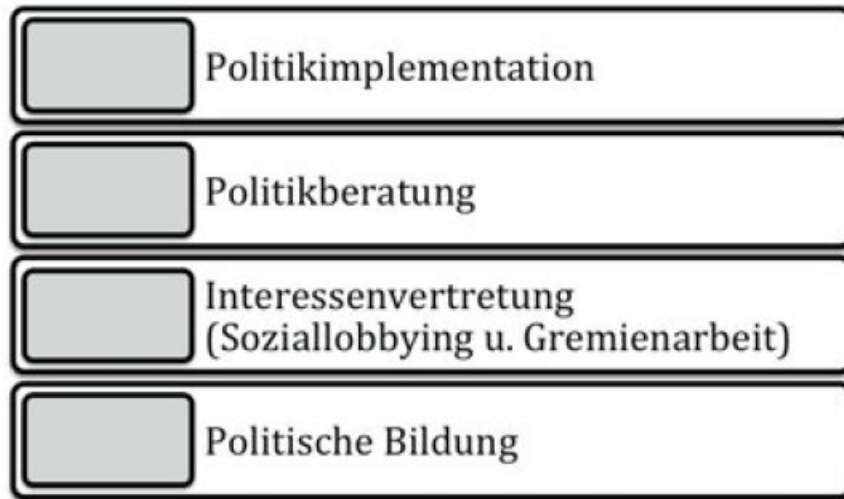 Politikimplementation
Politikberatung
Interessenvertretung
(Soziallobbying u. Gremienarbeit)
Politische Bildung